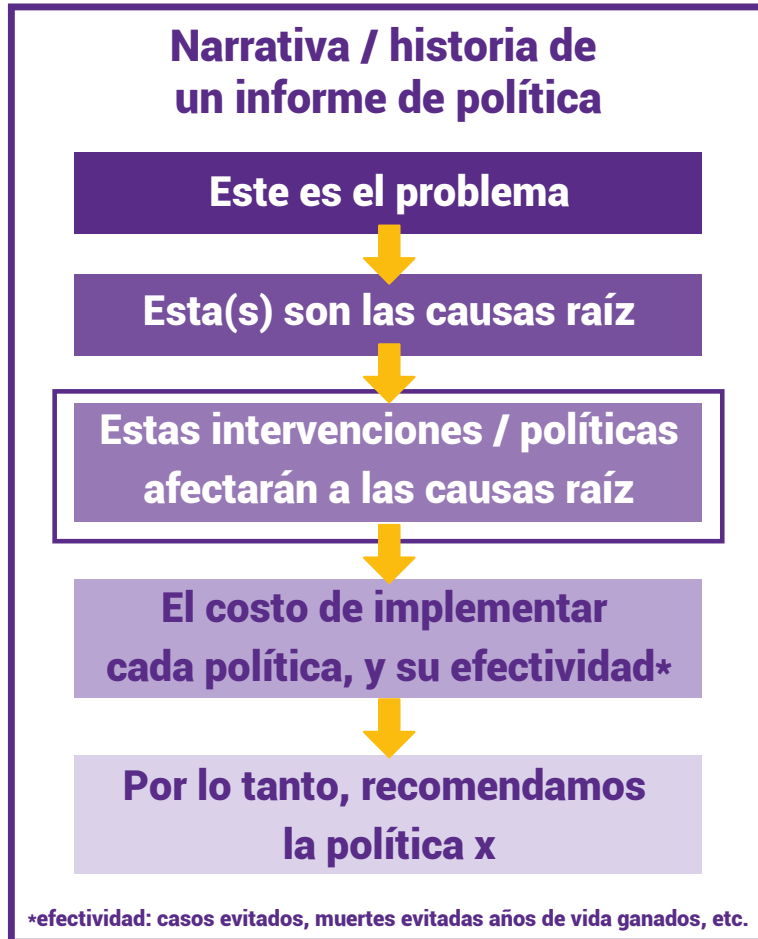 Narrativa / historia de
un informe de política
Este es el problema
Esta(s) son las causas raíz
Estas intervenciones / políticas
afectarán a las causas raíz
El costo de implementar
cada política, y su efectividad*
Por lo tanto, recomendamos
la política x
*efectividad: casos evitados, muertes evitadas años de vida ganados, etc.